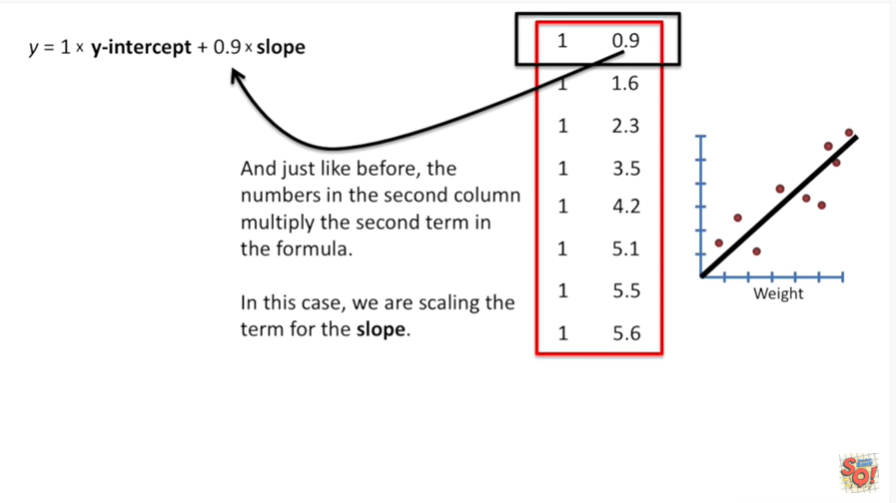 y = 1 × y-intercept + 0.9 × slope
1 0.9
1 1.6
1 2.3
1 3.5
1 4.2
1 5.1
1 5.5
1 5.6
And just like before, the
numbers in the second column
multiply the second term in
the formula.
In this case, we are scaling the
term for the slope.
Weight
SQ!